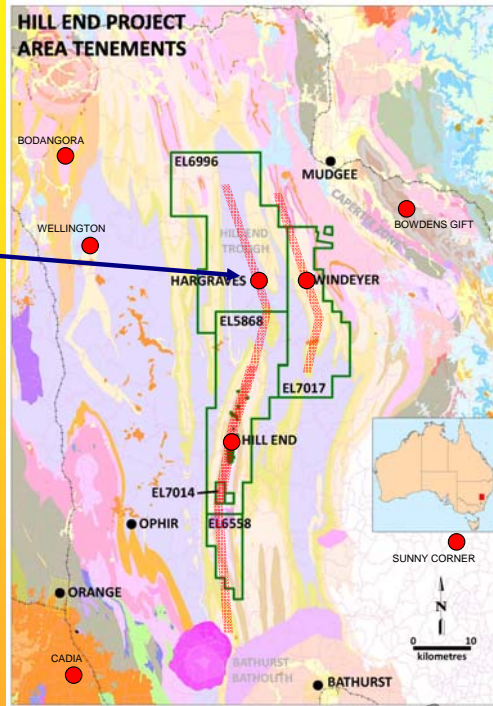 HILL END PROJECT
AREA TENEMENTS
BODANGORA
EL6996
MUDGEE
CAPERTEE ZONE
BOWDENS GIFT
WELLINGTON
HILL END
TROUGH
HARGRAVES
WINDEYER
EL5868
EL7017
HILL END
EL7014
EL6558
OPHIR
SUNNY CORNER
ORANGE
N
0 10
kilometres
CADIA
BATHURST
BATHOLITH
BATHURST